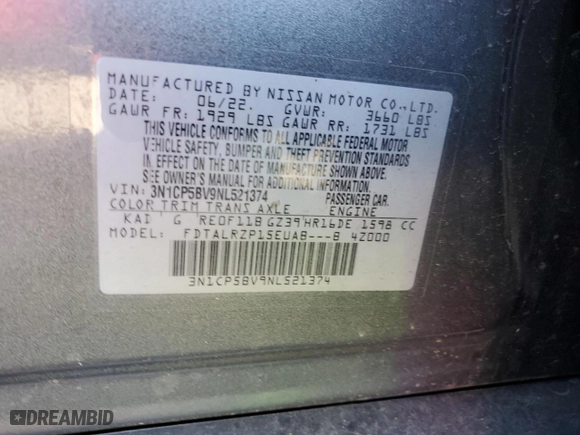 MANUFACTURED BY NISSAN MOTOR CO.,LTD.
DATE: 06/22. GVWR: 3660 LBS
GAWR FR: 1929 LBS GAWR RR: 1731 LBS
THIS VEHICLE CONFORMS TO ALL APPLICABLE FEDERAL MOTOR
VEHICLE SAFETY, BUMPER AND THEFT PREVENTION STANDARDS
IN EFFECT ON THE DATE OF MANUFACTURE SHOWN ABOVE.
SEE OWNER'S MANUAL FOR ADDITIONAL INFORMATION.
VIN: 3N1CP5BV9NL521374 PASSENGER CAR.
COLOR TRIM TRANS AXLE ENGINE
KAD G RE0F11B GZ39 HR16DE 1598 CC
MODEL: FDTALRZP15EUAB---B 4Z000
3N1CP5BV9NL521374
DREAMBID